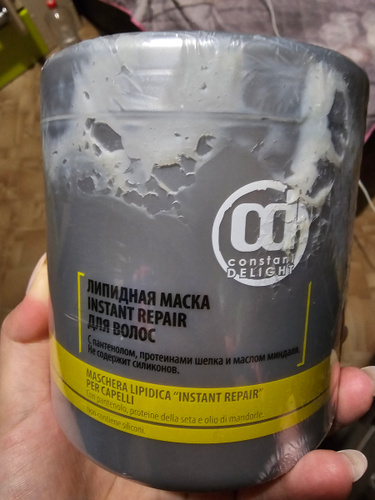 constant
DELIGHT
ЛИПИДНАЯ МАСКА
INSTANT REPAIR
ДЛЯ ВОЛОС
С пантенолом, протеинами шелка и маслом миндаля.
Не содержит силиконов.
MASCHERA LIPIDICA "INSTANT REPAIR"
PER CAPELLI
Con pantenolo, proteine della seta e olio di mandorle.
Non contiene siliconi.